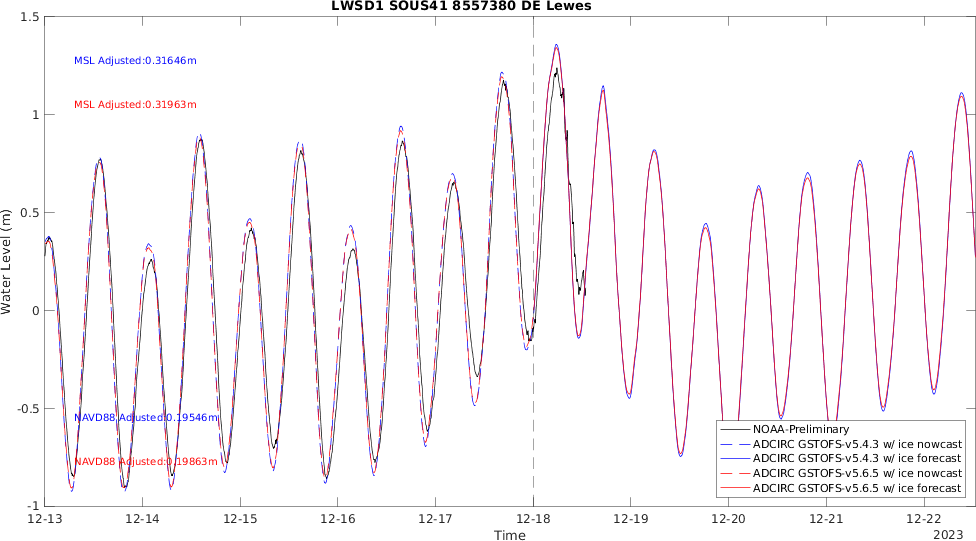 LWSD1 SOUS41 8557380 DE Lewes
1.5
1
0.5
0
-0.5
-1
Water Level (m)
MSL Adjusted:0.31646m
MSL Adjusted:0.31963m
NAVD88 Adjusted:0.19546m
NAVD88 Adjusted:0.19863m
NOAA-Preliminary
ADCIRC GSTOFS-v5.4.3 w/ ice nowcast
ADCIRC GSTOFS-v5.4.3 w/ ice forecast
ADCIRC GSTOFS-v5.6.5 w/ ice nowcast
ADCIRC GSTOFS-v5.6.5 w/ ice forecast
12-13 12-14 12-15 12-16 12-17 12-18 12-19 12-20 12-21 12-22
Time
2023